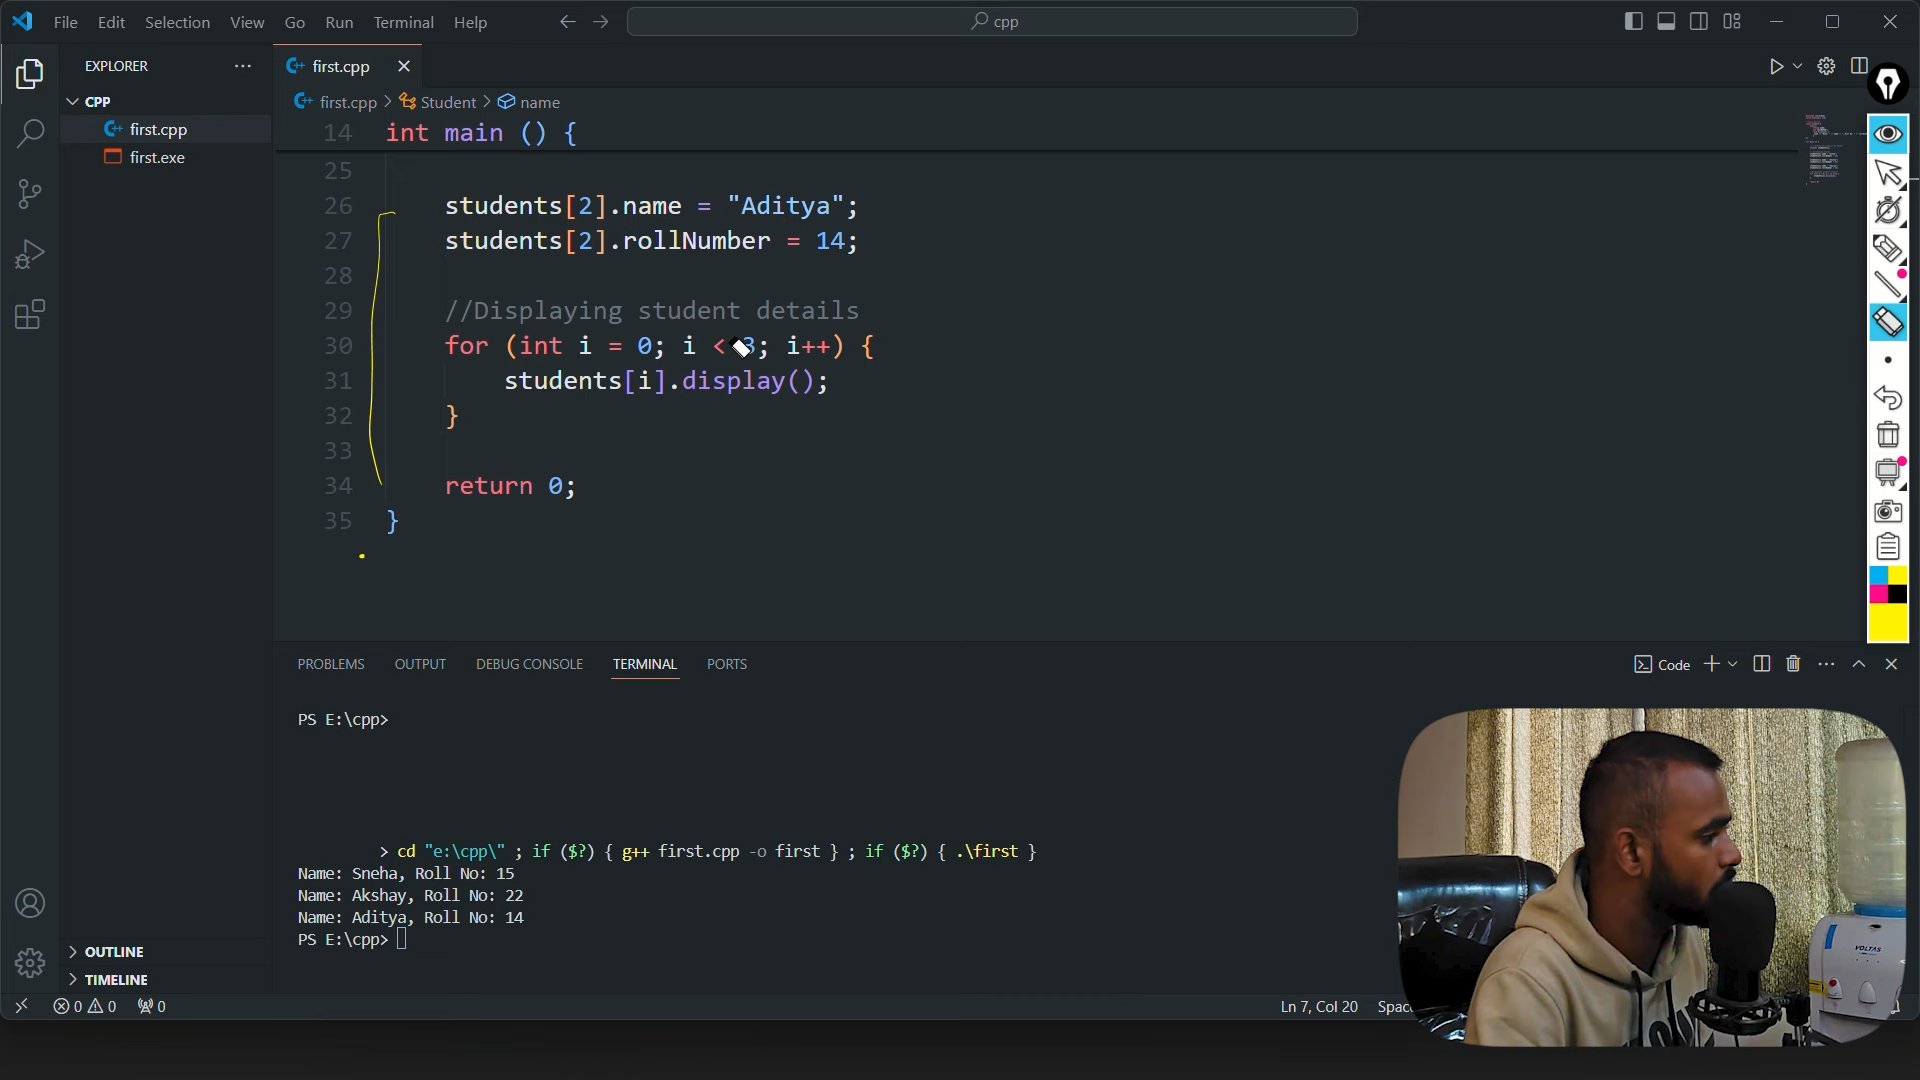 File Edit Selection View Go Run Terminal Help
cpp
EXPLORER
CPP
first.cpp
first.exe
OUTLINE
TIMELINE
first.cpp
first.cpp > Student > name
14 int main () {
25
26 students[2].name = "Aditya";
27 students[2].rollNumber = 14;
28
29 //Displaying student details
30 for (int i = 0; i < 3; i++) {
31 students[i].display();
32 }
33
34 return 0;
35 }
PROBLEMS OUTPUT DEBUG CONSOLE TERMINAL PORTS
Code
PS E:\cpp>
> cd "e:\cpp\" ; if ($?) { g++ first.cpp -o first } ; if ($?) { .\first }
Name: Sneha, Roll No: 15
Name: Akshay, Roll No: 22
Name: Aditya, Roll No: 14
PS E:\cpp>
VOLTAS
0 0 0
Ln 7, Col 20